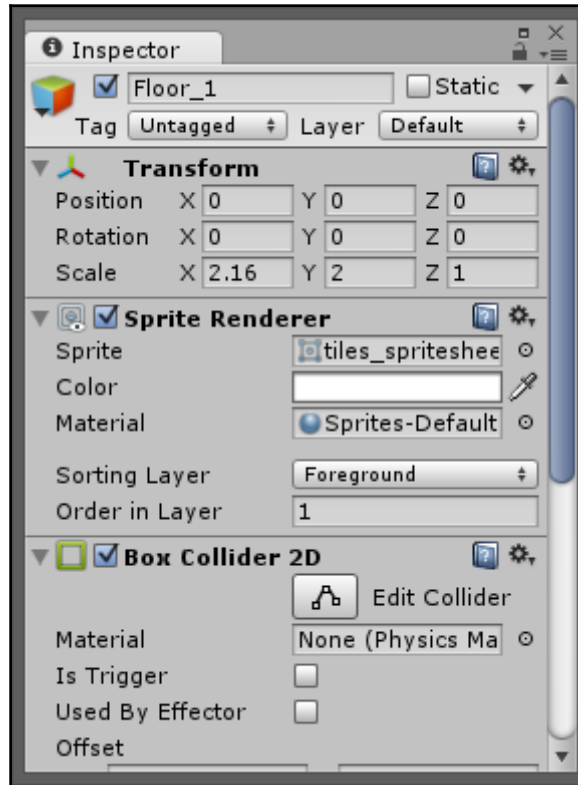 Inspector
Floor_1 Static
Tag Untagged Layer Default
Transform
Position X 0 Y 0 Z 0
Rotation X 0 Y 0 Z 0
Scale X 2.16 Y 2 Z 1
Sprite Renderer
Sprite tiles_spriteshee
Color
Material Sprites-Default
Sorting Layer Foreground
Order in Layer 1
Box Collider 2D
Edit Collider
Material None (Physics Ma
Is Trigger
Used By Effector
Offset